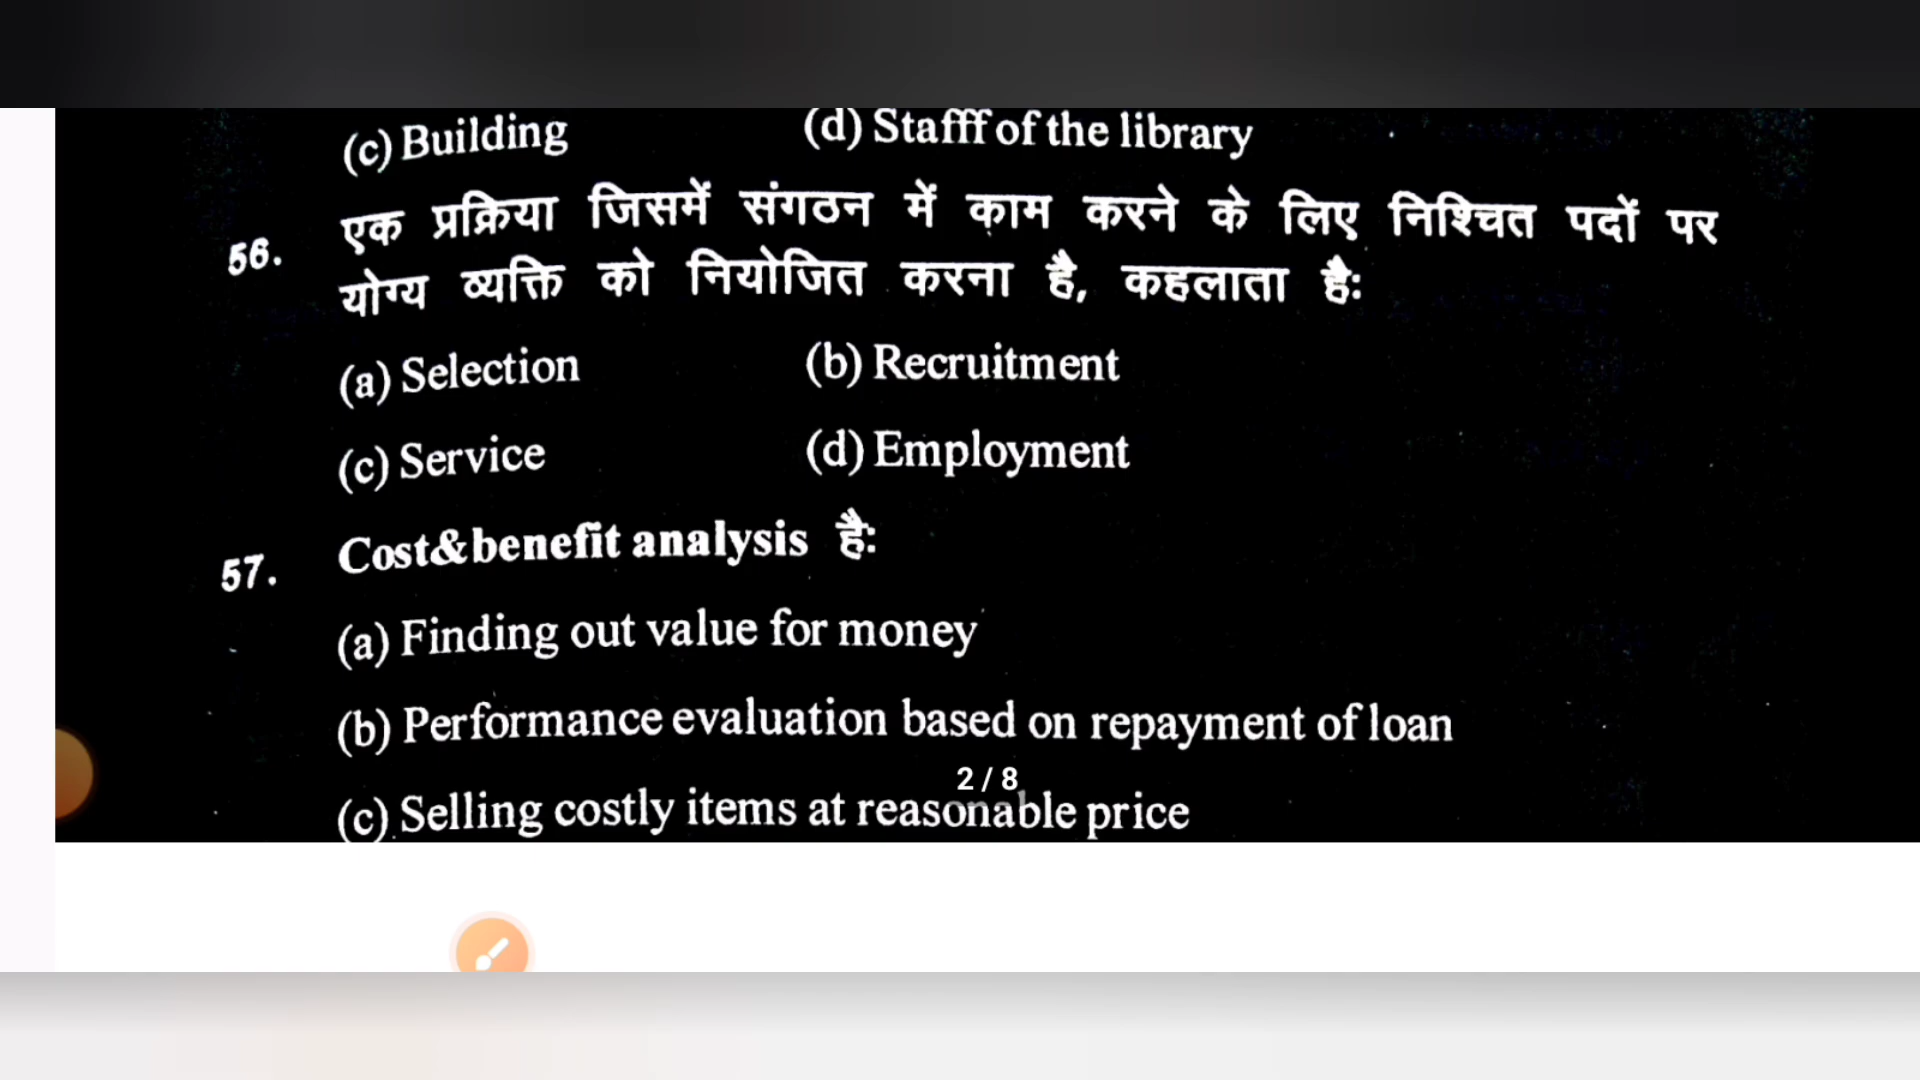 (c) Building (d) Stafff of the library
56. एक प्रक्रिया जिसमें संगठन में काम करने के लिए निश्चित पदों पर
योग्य व्यक्ति को नियोजित करना है, कहलाता है:
(a) Selection (b) Recruitment
(c) Service (d) Employment
57. Cost&benefit analysis है:
(a) Finding out value for money
(b) Performance evaluation based on repayment of loan
2 / 8
(c) Selling costly items at reasonable price